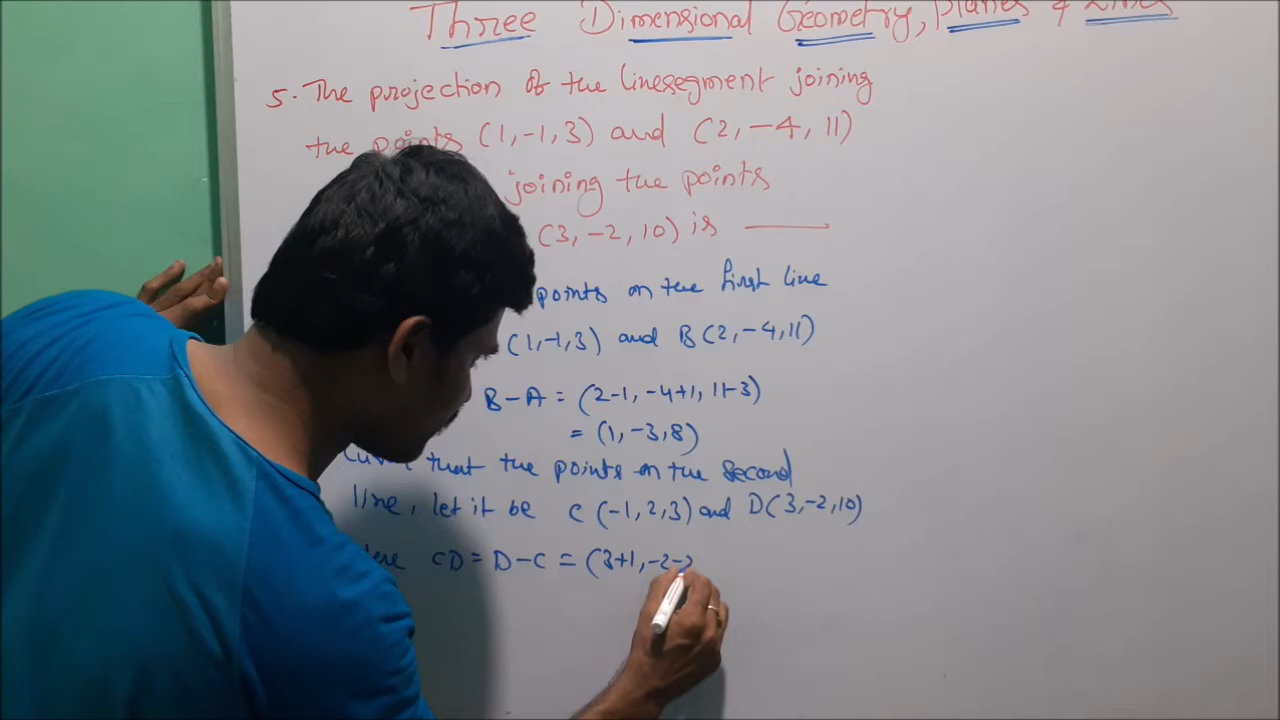 Three Dimensional Geometry, Planes & Lines
5. The projection of the linesegment joining
the points (1,-1,3) and (2,-4,11)
joining the points
(3,-2,10) is
points on the first line
(1,-1,3) and B(2,-4,11)
B-A = (2-1, -4+1, 11-3)
= (1,-3,8)
that the points on the second
line, let it be C(-1,2,3) and D(3,-2,10)
CD = D-C = (3+1, -2-2